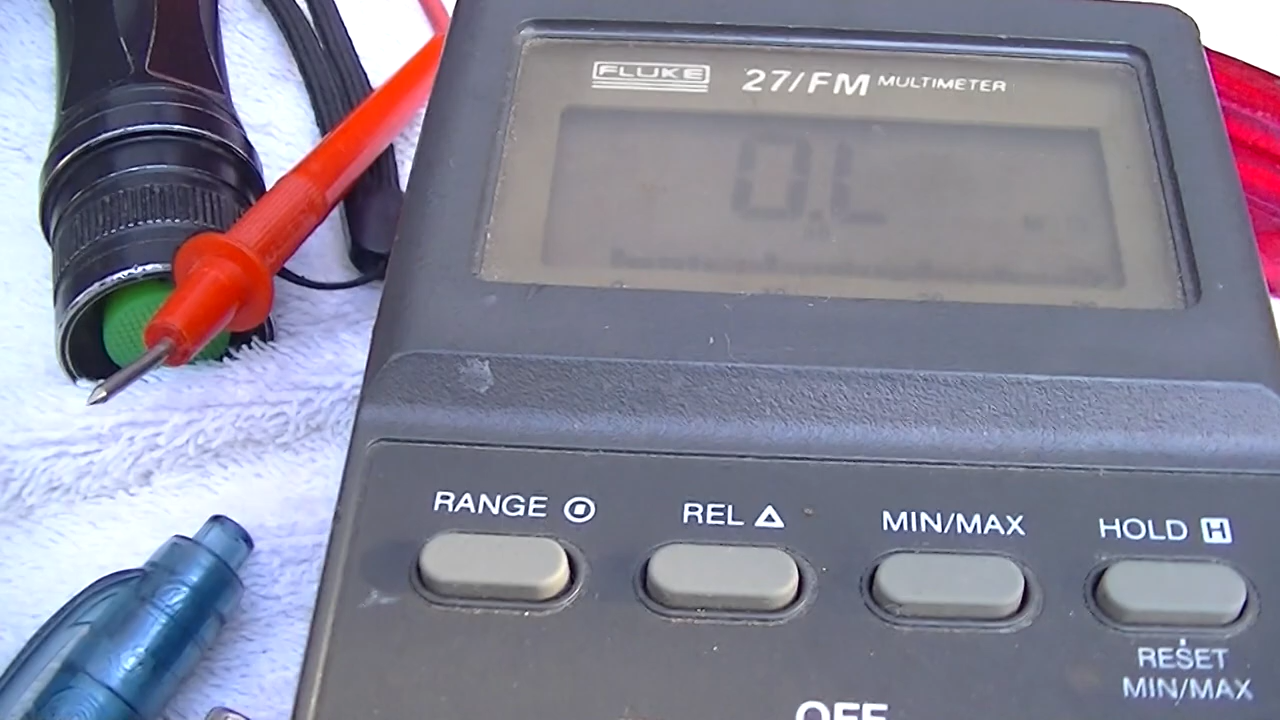 FLUKE 27/FM MULTIMETER
0.L
RANGE
REL △
MIN/MAX
HOLD H
RESET
MIN/MAX
OFF